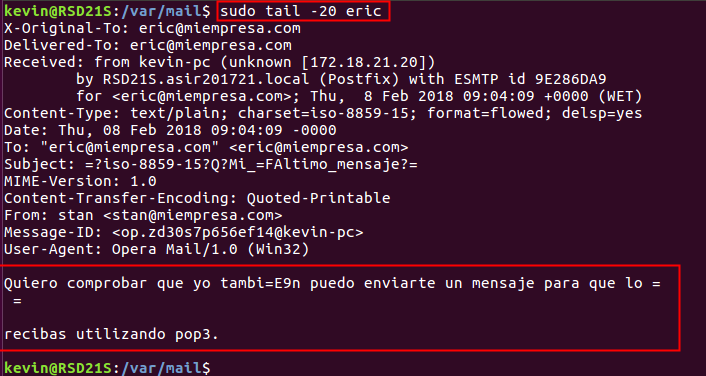 kevin@RSD21S:/var/mail$ sudo tail -20 eric
X-Original-To: eric@miempresa.com
Delivered-To: eric@miempresa.com
Received: from kevin-pc (unknown [172.18.21.20])
        by RSD21S.asir201721.local (Postfix) with ESMTP id 9E286DA9
        for <eric@miempresa.com>; Thu,  8 Feb 2018 09:04:09 +0000 (WET)
Content-Type: text/plain; charset=iso-8859-15; format=flowed; delsp=yes
Date: Thu, 08 Feb 2018 09:04:09 -0000
To: "eric@miempresa.com" <eric@miempresa.com>
Subject: =?iso-8859-15?Q?Mi_=FAltimo_mensaje?=
MIME-Version: 1.0
Content-Transfer-Encoding: Quoted-Printable
From: stan <stan@miempresa.com>
Message-ID: <op.zd30s7p656ef14@kevin-pc>
User-Agent: Opera Mail/1.0 (Win32)
Quiero comprobar que yo tambi=E9n puedo enviarte un mensaje para que lo =
 =
recibas utilizando pop3.
kevin@RSD21S:/var/mail$